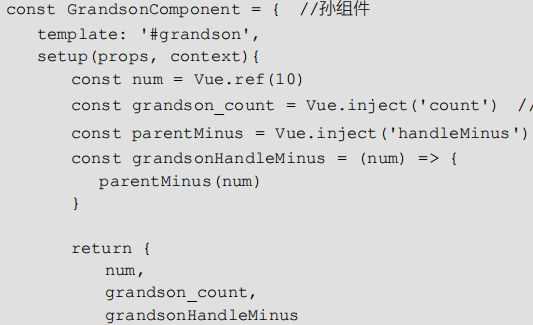 const GrandsonComponent = {  //孙组件
template: '#grandson',
setup(props, context){
const num = Vue.ref(10)
const grandson_count = Vue.inject('count')  //
const parentMinus = Vue.inject('handleMinus')
const grandsonHandleMinus = (num) => {
parentMinus(num)
}
return {
num,
grandson_count,
grandsonHandleMinus